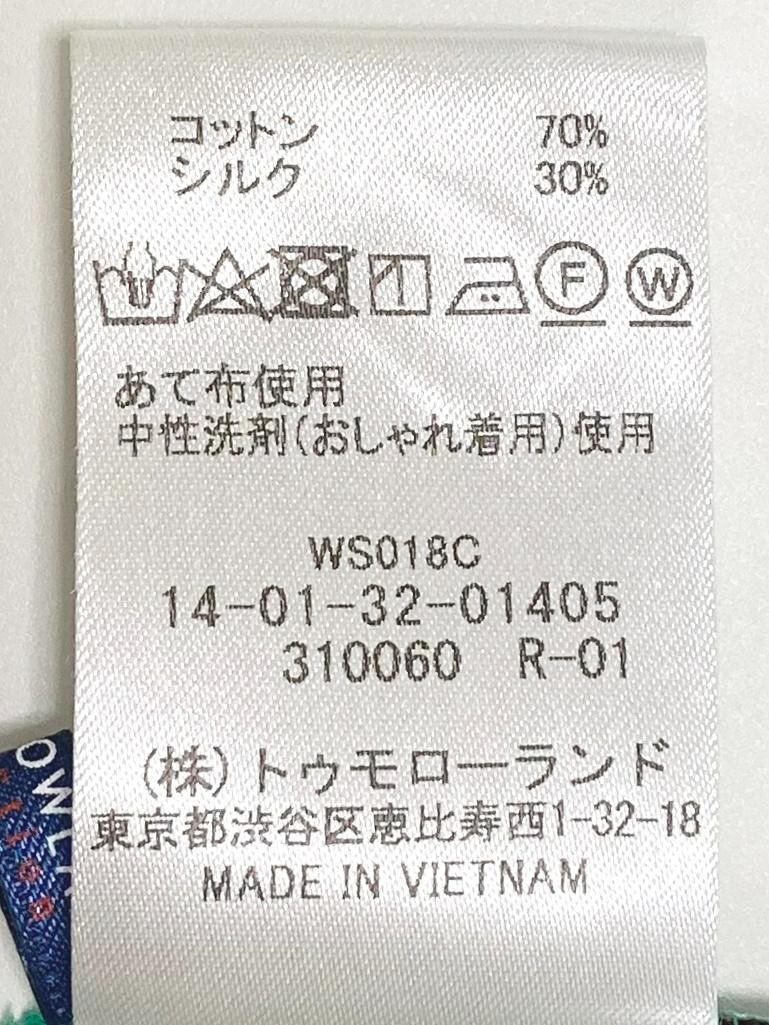 コットン 70%
シルク 30%
F W
あて布使用
中性洗剤(おしゃれ着用)使用
WS018C
14-01-32-01405
310060 R-01
(株)トゥモローランド
東京都渋谷区恵比寿西1-32-18
MADE IN VIETNAM